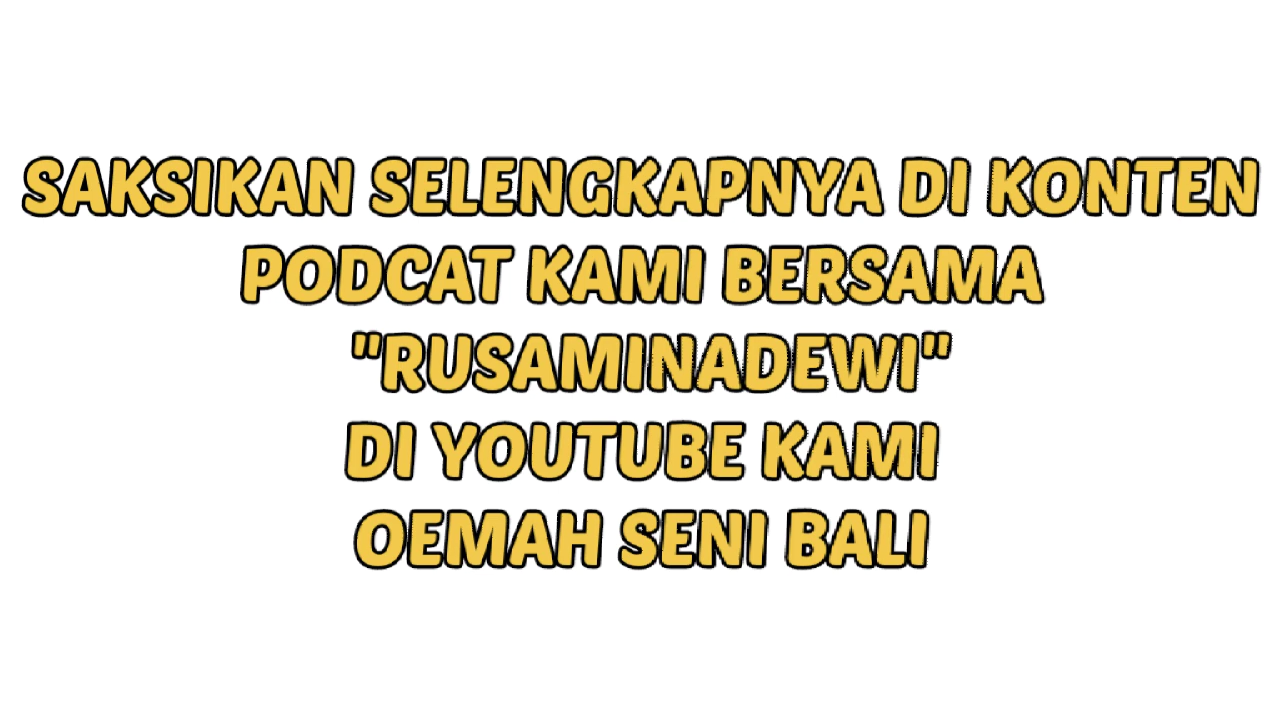 SAKSIKAN SELENGKAPNYA DI KONTEN
PODCAT KAMI BERSAMA
"RUSAMINADEWI"
DI YOUTUBE KAMI
OEMAH SENI BALI